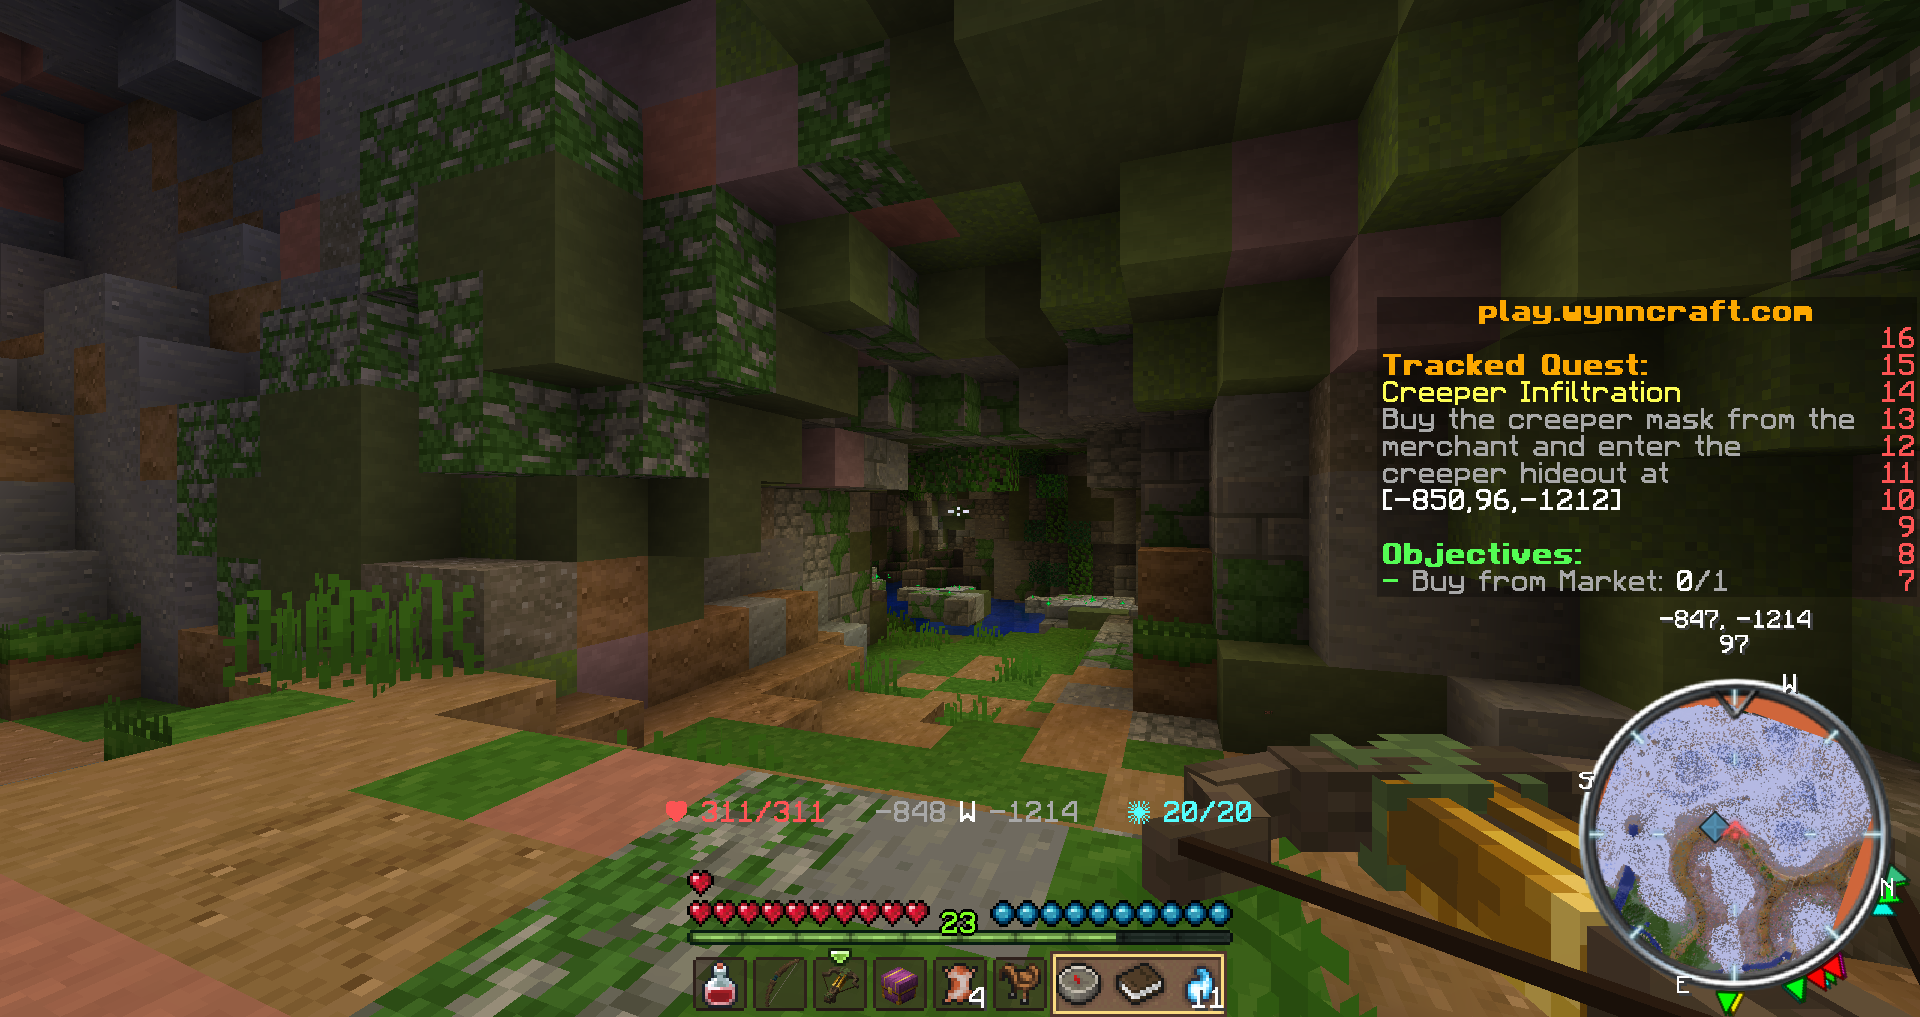 play.wynncraft.com
16
Tracked Quest: 15
Creeper Infiltration 14
Buy the creeper mask from the 13
merchant and enter the 12
creeper hideout at 11
[-850,96,-1212] 10
9
Objectives: 8
- Buy from Market: 0/1 7
-847, -1214
97
W
S
N
E
311/311 -848 W -1214 20/20
23
4
11